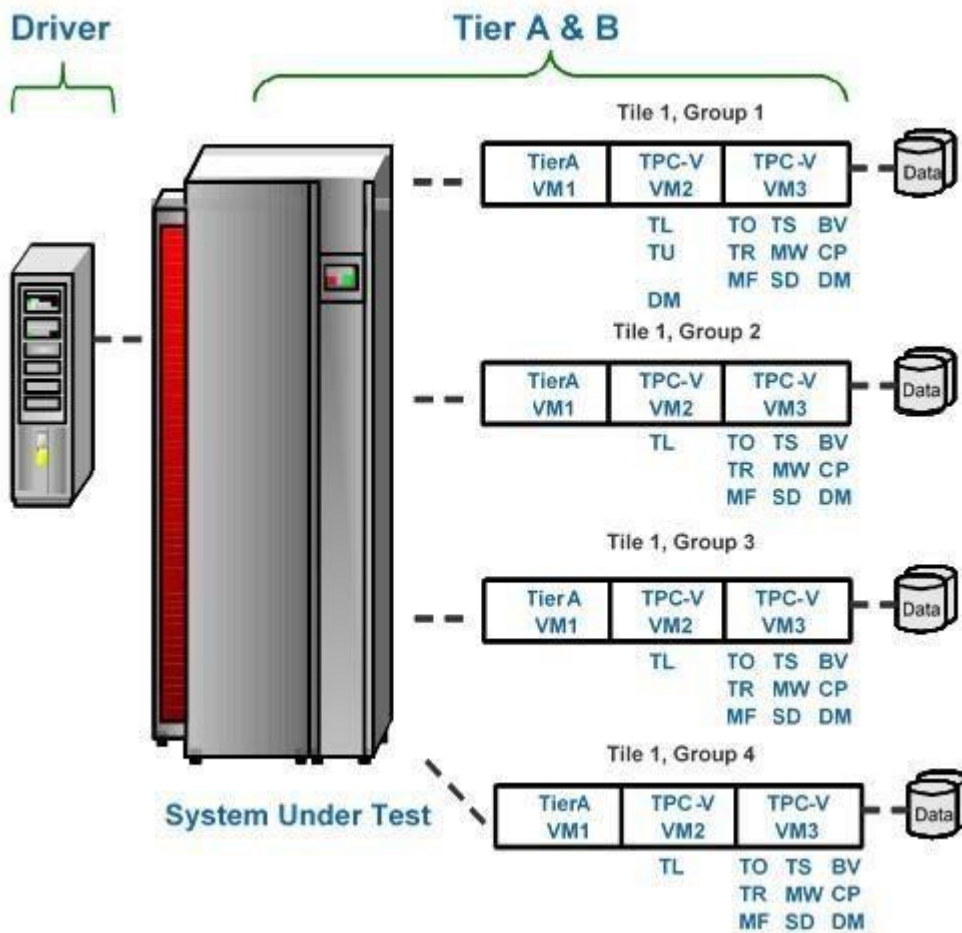 Driver
Tier A & B
Tile 1, Group 1
TierA TPC-V TPC-V
VM1 VM2 VM3
Data
TL TO TS BV
TU TR MW CP
MF SD DM
DM
Tile 1, Group 2
TierA TPC-V TPC-V
VM1 VM2 VM3
Data
TL TO TS BV
TR MW CP
MF SD DM
Tile 1, Group 3
TierA TPC-V TPC-V
VM1 VM2 VM3
Data
TL TO TS BV
TR MW CP
MF SD DM
Tile 1, Group 4
TierA TPC-V TPC-V
VM1 VM2 VM3
Data
TL TO TS BV
TR MW CP
MF SD DM
System Under Test